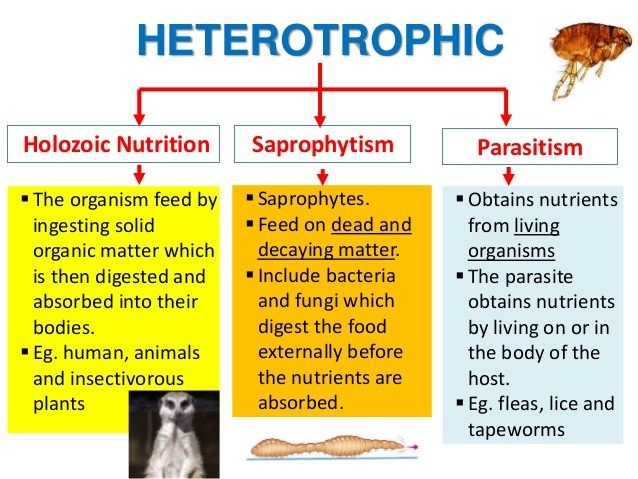 HETEROTROPHIC
Holozoic Nutrition
▪ The organism feed by
ingesting solid
organic matter which
is then digested and
absorbed into their
bodies.
▪ Eg. human, animals
and insectivorous
plants
Saprophytism
▪ Saprophytes.
▪ Feed on dead and
decaying matter.
▪ Include bacteria
and fungi which
digest the food
externally before
the nutrients are
absorbed.
Parasitism
▪ Obtains nutrients
from living
organisms
▪ The parasite
obtains nutrients
by living on or in
the body of the
host.
▪ Eg. fleas, lice and
tapeworms